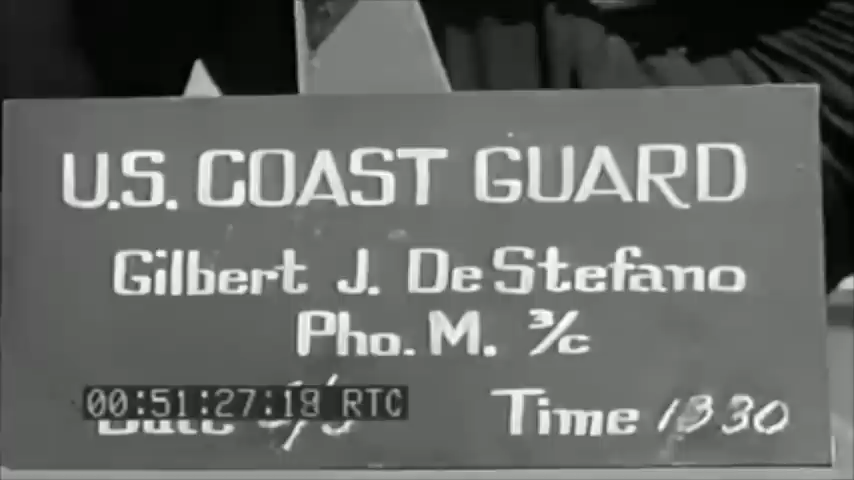 U.S. COAST GUARD
Gilbert J. DeStefano
Pho. M. 3/c
00:51:27:18 RTC
Time 1330